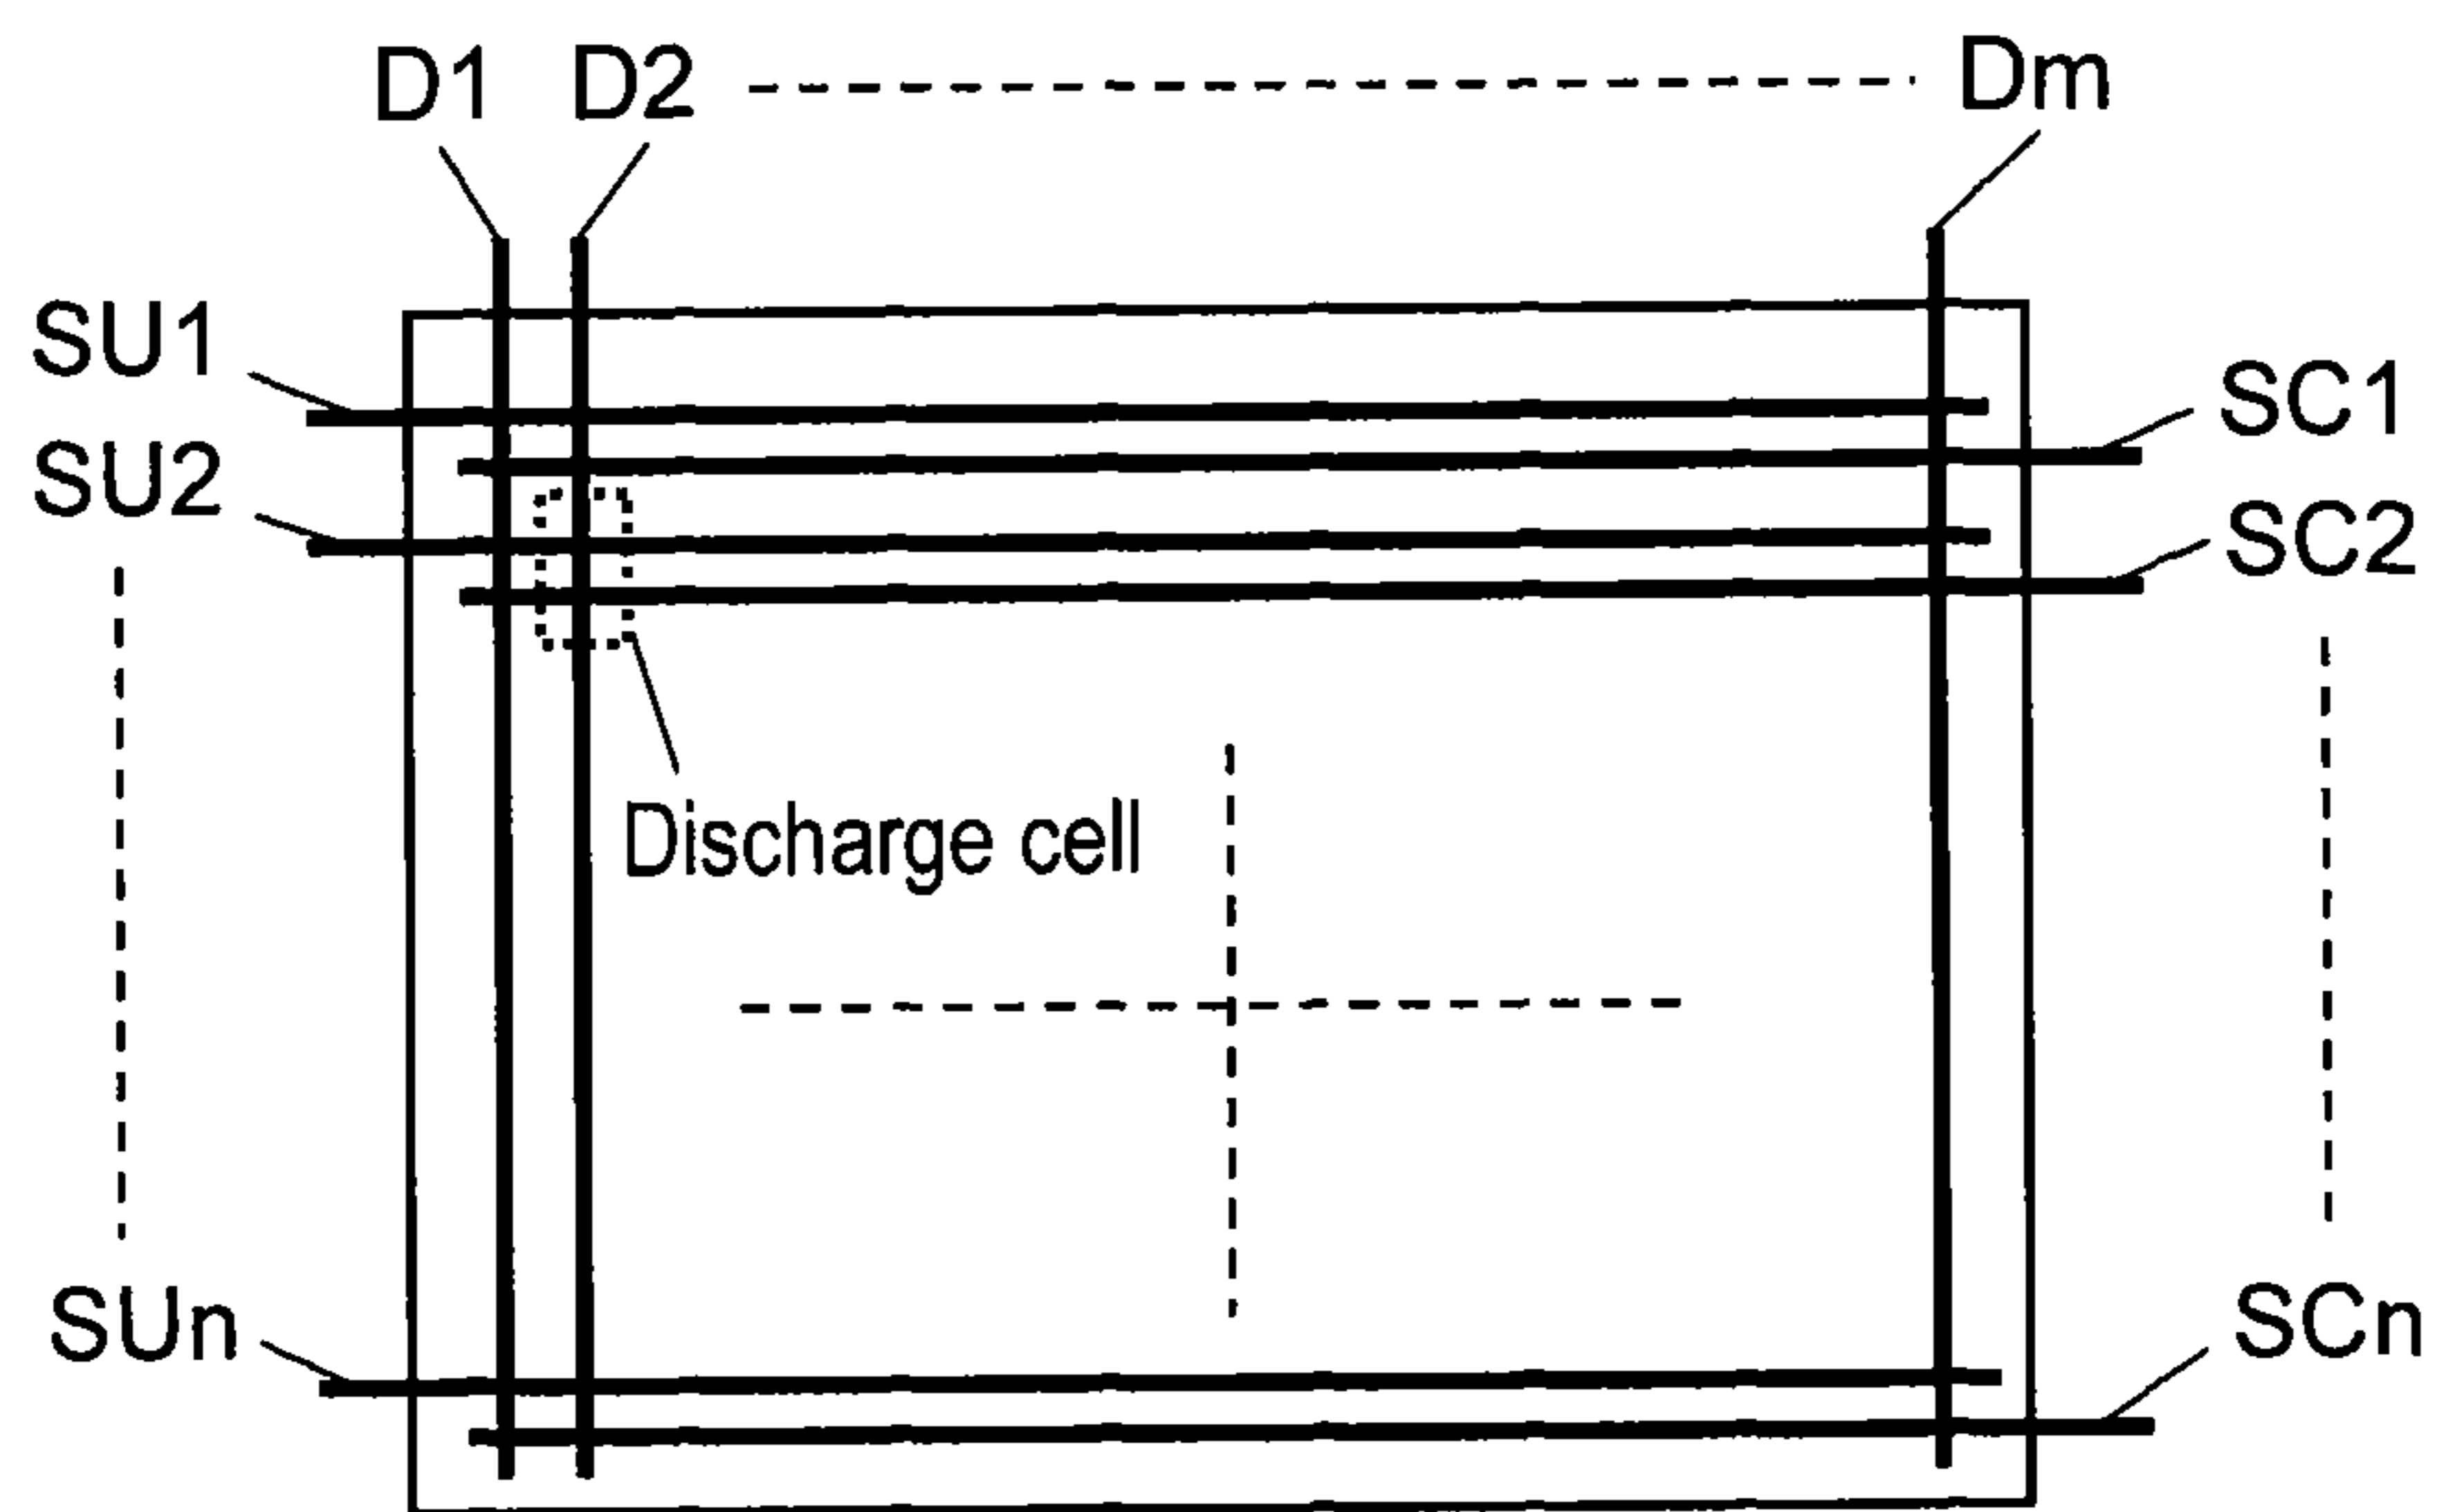 D1 D2 Dm
SU1
SC1
SU2
SC2
Discharge cell
SUn
SCn